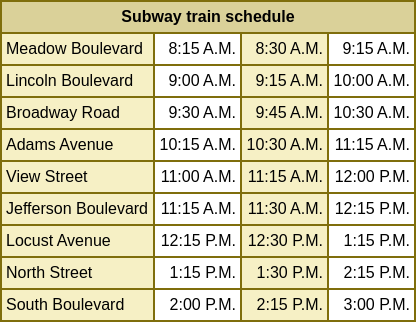 Subway train schedule
Meadow Boulevard 8:15 A.M. 8:30 A.M. 9:15 A.M.
Lincoln Boulevard 9:00 A.M. 9:15 A.M. 10:00 A.M.
Broadway Road 9:30 A.M. 9:45 A.M. 10:30 A.M.
Adams Avenue 10:15 A.M. 10:30 A.M. 11:15 A.M.
View Street 11:00 A.M. 11:15 A.M. 12:00 P.M.
Jefferson Boulevard 11:15 A.M. 11:30 A.M. 12:15 P.M.
Locust Avenue 12:15 P.M. 12:30 P.M. 1:15 P.M.
North Street 1:15 P.M. 1:30 P.M. 2:15 P.M.
South Boulevard 2:00 P.M. 2:15 P.M. 3:00 P.M.